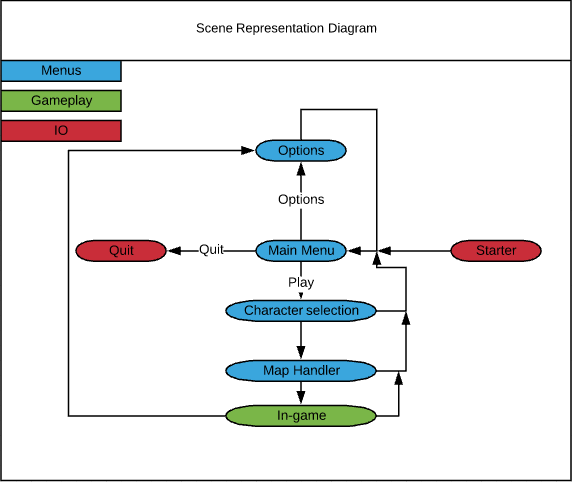 Scene Representation Diagram
Menus
Gameplay
IO
Options
Options
Quit
Quit
Main Menu
Starter
Play
Character selection
Map Handler
In-game